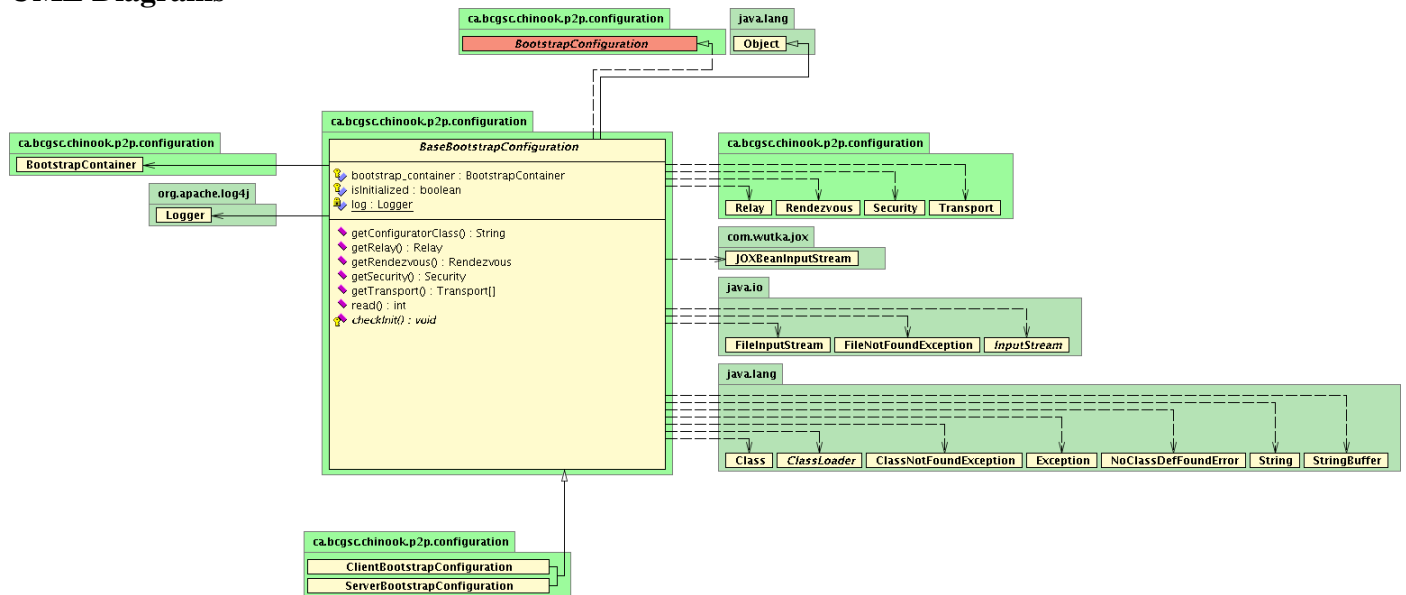 UML Diagrams
ca.bcgsc.chinook.p2p.configuration
BootstrapConfiguration
java.lang
Object
ca.bcgsc.chinook.p2p.configuration
BootstrapContainer
org.apache.log4j
Logger
ca.bcgsc.chinook.p2p.configuration
BaseBootstrapConfiguration
bootstrap_container : BootstrapContainer
isInitialized : boolean
log : Logger
getConfiguratorClass() : String
getRelay() : Relay
getRendezvous() : Rendezvous
getSecurity() : Security
getTransport() : Transport[]
read() : int
checkInit() : void
ca.bcgsc.chinook.p2p.configuration
Relay Rendezvous Security Transport
com.wutka.jox
JOXBeanInputStream
java.io
FileInputStream FileNotFoundException InputStream
java.lang
Class ClassLoader ClassNotFoundException Exception NoClassDefFoundError String StringBuffer
ca.bcgsc.chinook.p2p.configuration
ClientBootstrapConfiguration
ServerBootstrapConfiguration